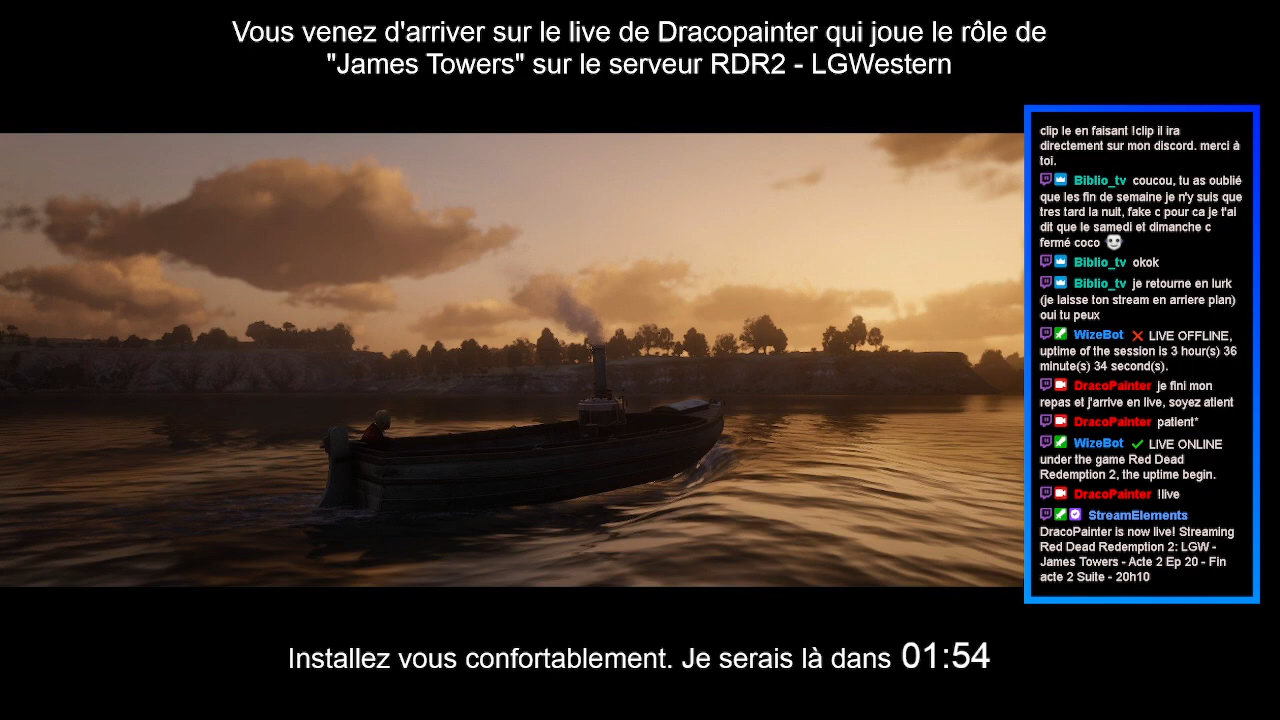 Vous venez d'arriver sur le live de Dracopainter qui joue le rôle de
"James Towers" sur le serveur RDR2 - LGWestern
clip le en faisant !clip il ira
directement sur mon discord. merci à
toi.
Biblio_tv coucou, tu as oublié
que les fin de semaine je n'y suis que
tres tard la nuit, fake c pour ca je t'ai
dit que le samedi et dimanche c
fermé coco
Biblio_tv okok
Biblio_tv je retourne en lurk
(je laisse ton stream en arriere plan)
oui tu peux
WizeBot LIVE OFFLINE,
uptime of the session is 3 hour(s) 36
minute(s) 34 second(s).
DracoPainter je fini mon
repas et j'arrive en live, soyez atient
DracoPainter patient*
WizeBot LIVE ONLINE
under the game Red Dead
Redemption 2, the uptime begin.
DracoPainter !live
StreamElements
DracoPainter is now live! Streaming
Red Dead Redemption 2: LGW -
James Towers - Acte 2 Ep 20 - Fin
acte 2 Suite - 20h10
Installez vous confortablement. Je serais là dans 01:54